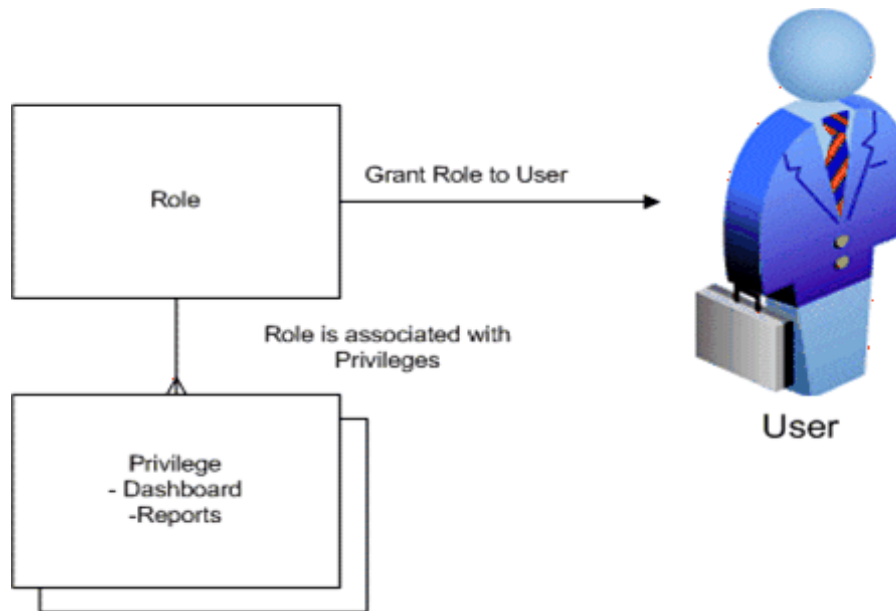 Role
Grant Role to User
Role is associated with
Privileges
Privilege
- Dashboard
-Reports
User